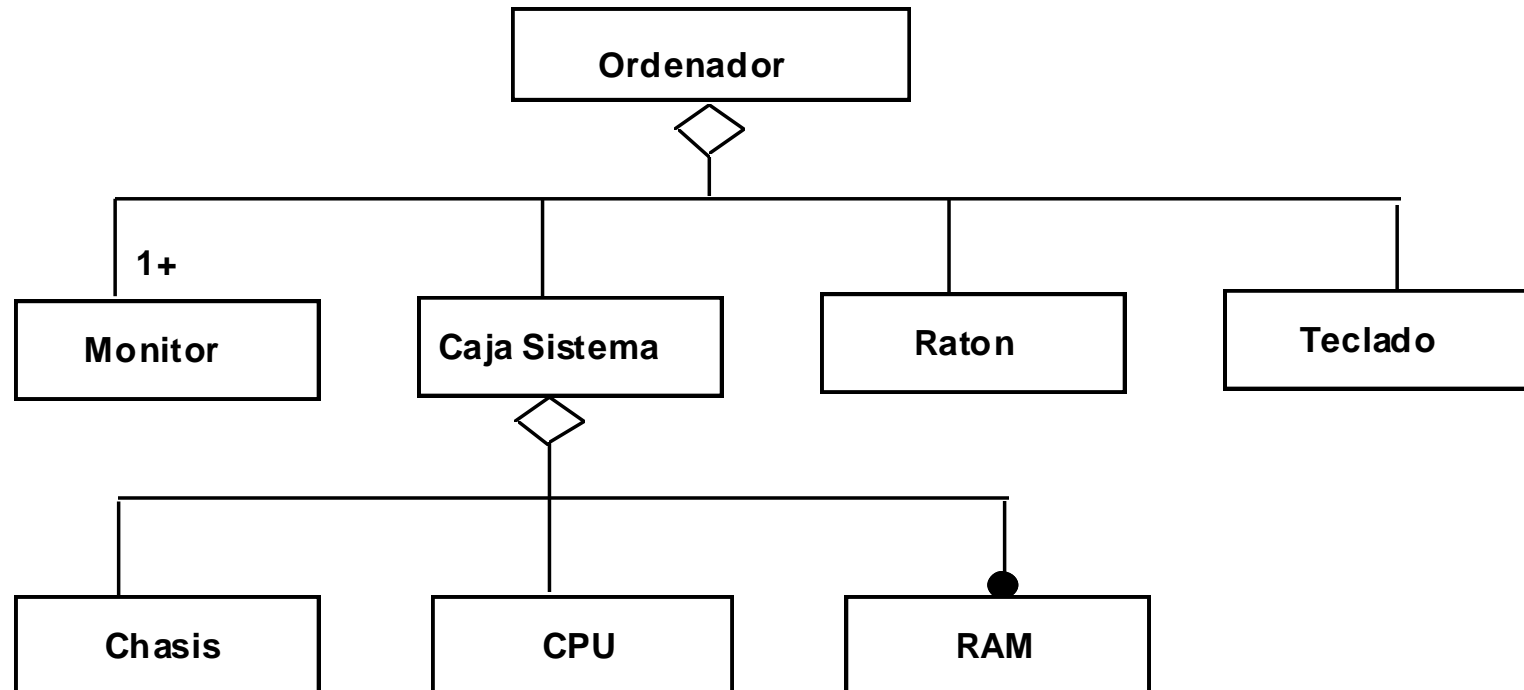 Ordenador
1+
Monitor
Caja Sistema
Raton
Teclado
Chasis
CPU
RAM